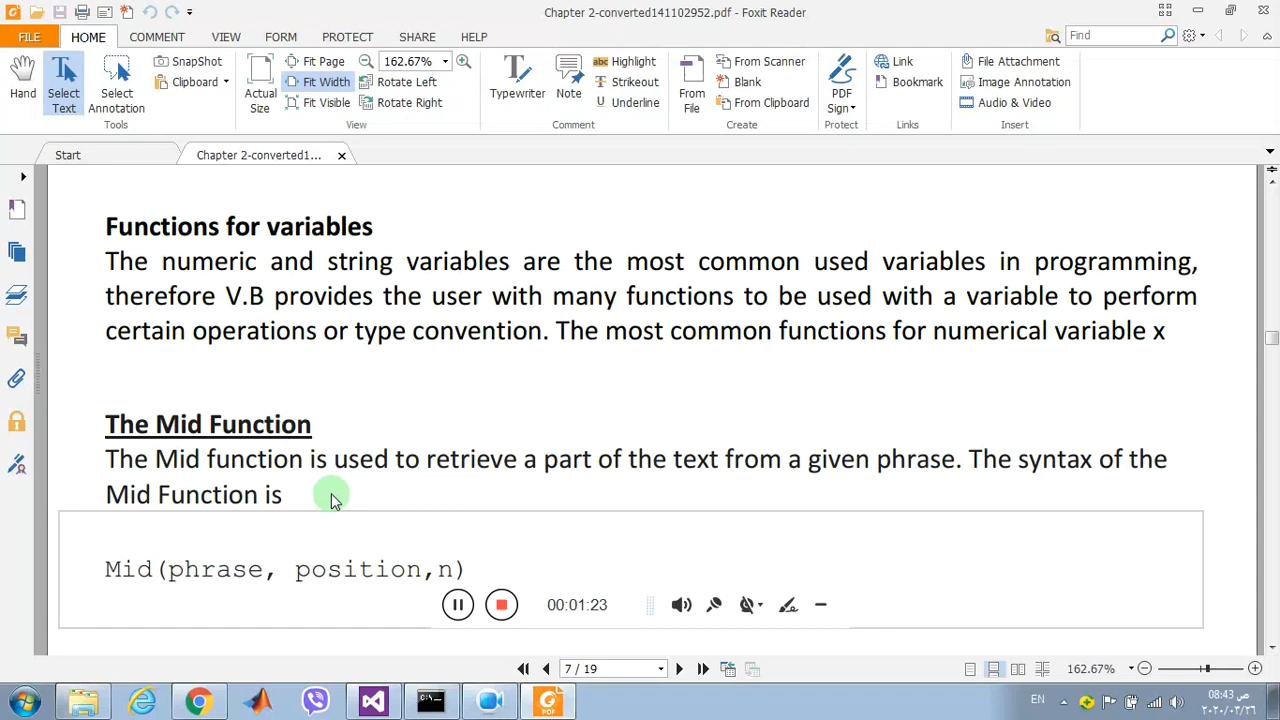 Chapter 2-converted141102952.pdf - Foxit Reader
FILE HOME COMMENT VIEW FORM PROTECT SHARE HELP
Find
Hand
Select Text
Select Annotation
SnapShot
Clipboard
Tools
Actual Size
Fit Page
Fit Width
Fit Visible
162.67%
Rotate Left
Rotate Right
View
Typewriter
Note
Highlight
Strikeout
Underline
Comment
From File
From Scanner
Blank
From Clipboard
Create
PDF Sign
Protect
Link
Bookmark
Links
File Attachment
Image Annotation
Audio & Video
Insert
Start
Chapter 2-converted1...
Functions for variables
The numeric and string variables are the most common used variables in programming,
therefore V.B provides the user with many functions to be used with a variable to perform
certain operations or type convention. The most common functions for numerical variable x
The Mid Function
The Mid function is used to retrieve a part of the text from a given phrase. The syntax of the
Mid Function is
Mid(phrase, position,n)
00:01:23
7 / 19
162.67%
EN
08:43 ص
٢٠٢٠/٠٣/٢٦